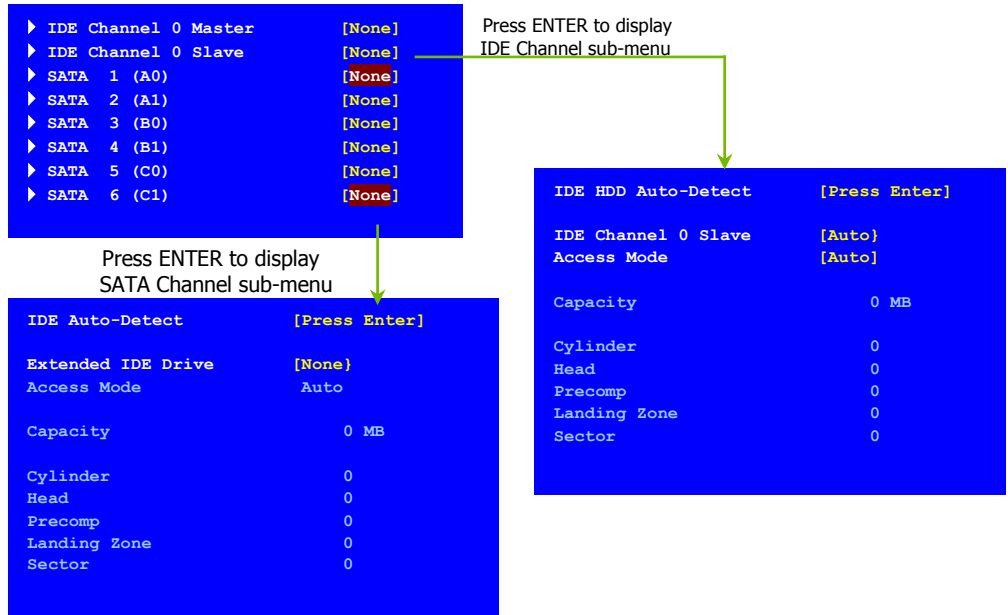 IDE Channel 0 Master [None]
IDE Channel 0 Slave [None]
SATA 1 (A0) [None]
SATA 2 (A1) [None]
SATA 3 (B0) [None]
SATA 4 (B1) [None]
SATA 5 (C0) [None]
SATA 6 (C1) [None]
Press ENTER to display
IDE Channel sub-menu
Press ENTER to display
SATA Channel sub-menu
IDE Auto-Detect [Press Enter]
Extended IDE Drive [None}
Access Mode Auto
Capacity 0 MB
Cylinder 0
Head 0
Precomp 0
Landing Zone 0
Sector 0
IDE HDD Auto-Detect [Press Enter]
IDE Channel 0 Slave [Auto}
Access Mode [Auto]
Capacity 0 MB
Cylinder 0
Head 0
Precomp 0
Landing Zone 0
Sector 0